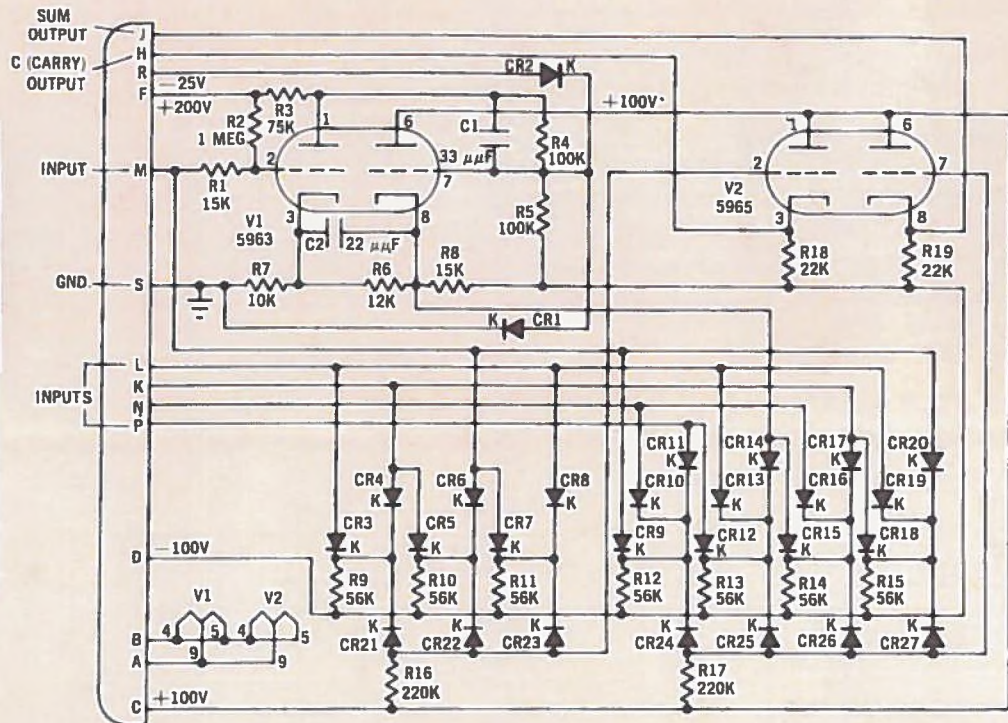 SUM
OUTPUT
J
H
C (CARRY)
OUTPUT
R
CR2
K
−25V
F
+200V
R3
75K
R2
1 MEG
1
6
C1
33 µµF
R4
100K
+100V
1
6
INPUT
M
R1
15K
2
7
V1
5963
3
8
C2
22 µµF
R5
100K
2
V2
5965
7
3
8
R18
22K
R19
22K
GND.
S
R7
10K
R6
12K
R8
15K
K
CR1
L
INPUTS
K
N
P
CR11
K
CR14
K
CR17
K
CR20
K
CR4
K
CR6
K
CR8
K
CR10
K
CR13
K
CR16
K
CR19
K
CR3
K
CR5
K
CR7
K
CR9
K
CR12
K
CR15
K
CR18
K
D
−100V
R9
56K
R10
56K
R11
56K
R12
56K
R13
56K
R14
56K
R15
56K
V1
V2
B
4
5
4
5
A
9
9
K
CR21
K
CR22
K
CR23
K
CR24
K
CR25
K
CR26
K
CR27
R16
220K
R17
220K
C
+100V